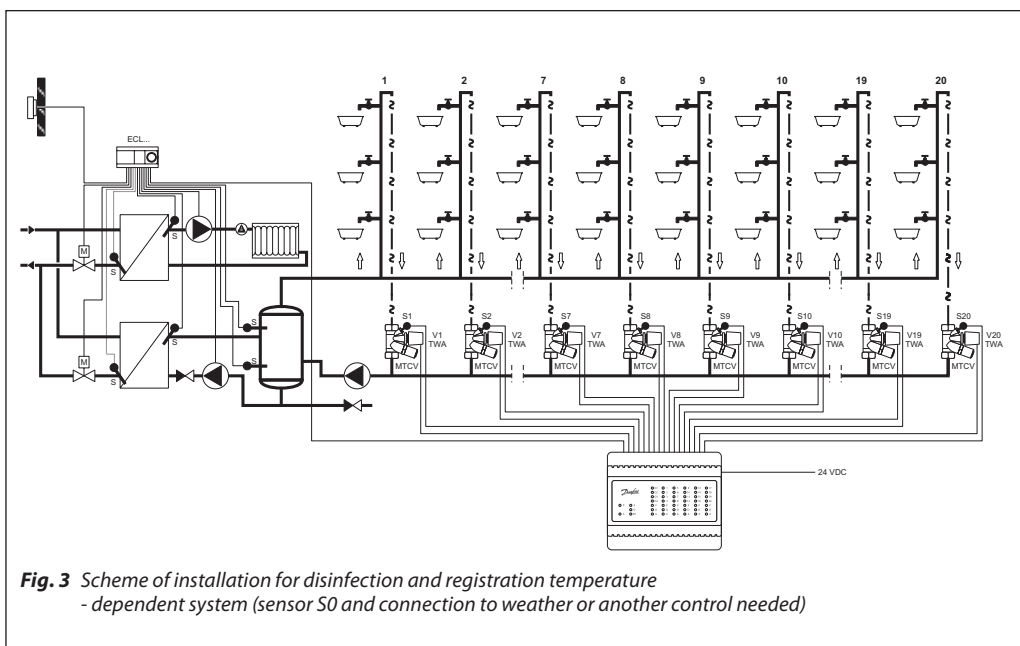 1 2 7 8 9 10 19 20
ECL...
M
S
S
S
S
M
S
S
S1 S2 S7 S8 S9 S10 S19 S20
V1 V2 V7 V8 V9 V10 V19 V20
TWA TWA TWA TWA TWA TWA TWA TWA
MTCV MTCV MTCV MTCV MTCV MTCV MTCV MTCV
24 VDC
Danfoss
Fig. 3 Scheme of installation for disinfection and registration temperature
- dependent system (sensor S0 and connection to weather or another control needed)